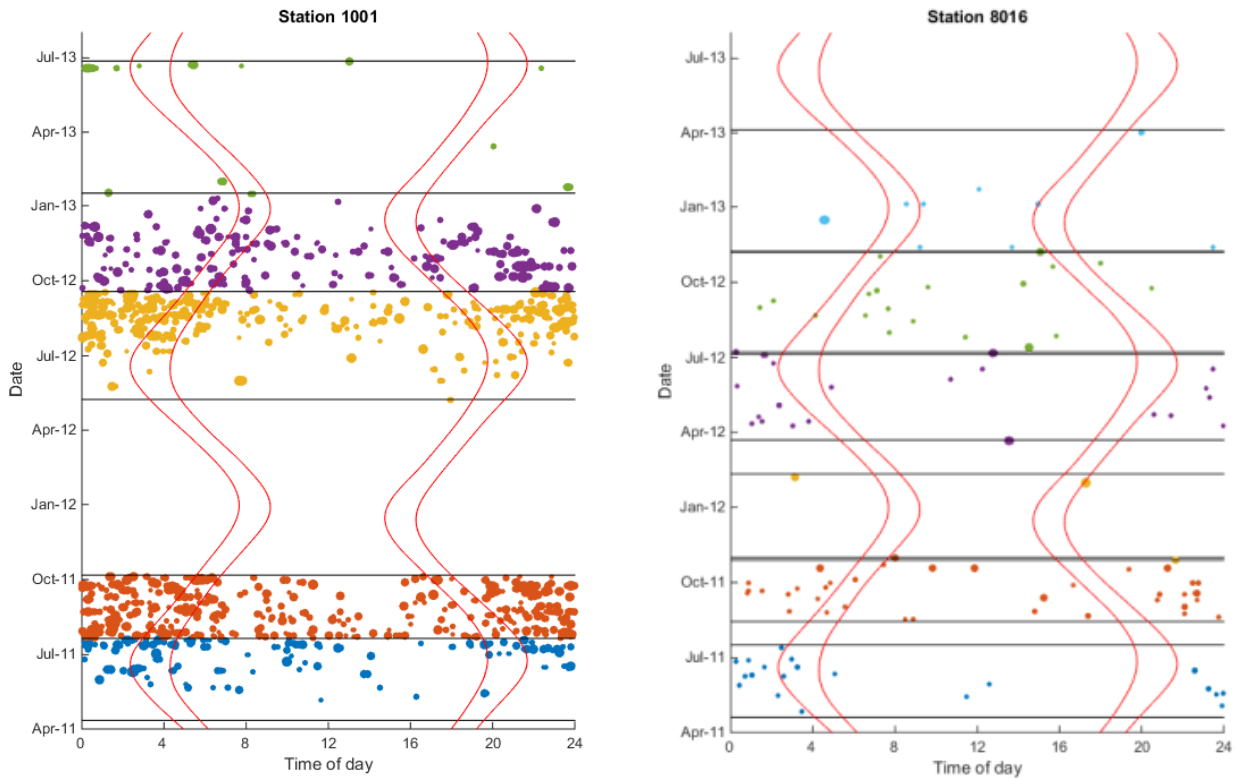 Station 1001
Jul-13
Apr-13
Jan-13
Oct-12
Jul-12
Apr-12
Jan-12
Oct-11
Jul-11
Apr-11
Date
0 4 8 12 16 20 24
Time of day
Station 8016
Jul-13
Apr-13
Jan-13
Oct-12
Jul-12
Apr-12
Jan-12
Oct-11
Jul-11
Apr-11
Date
0 4 8 12 16 20 24
Time of day